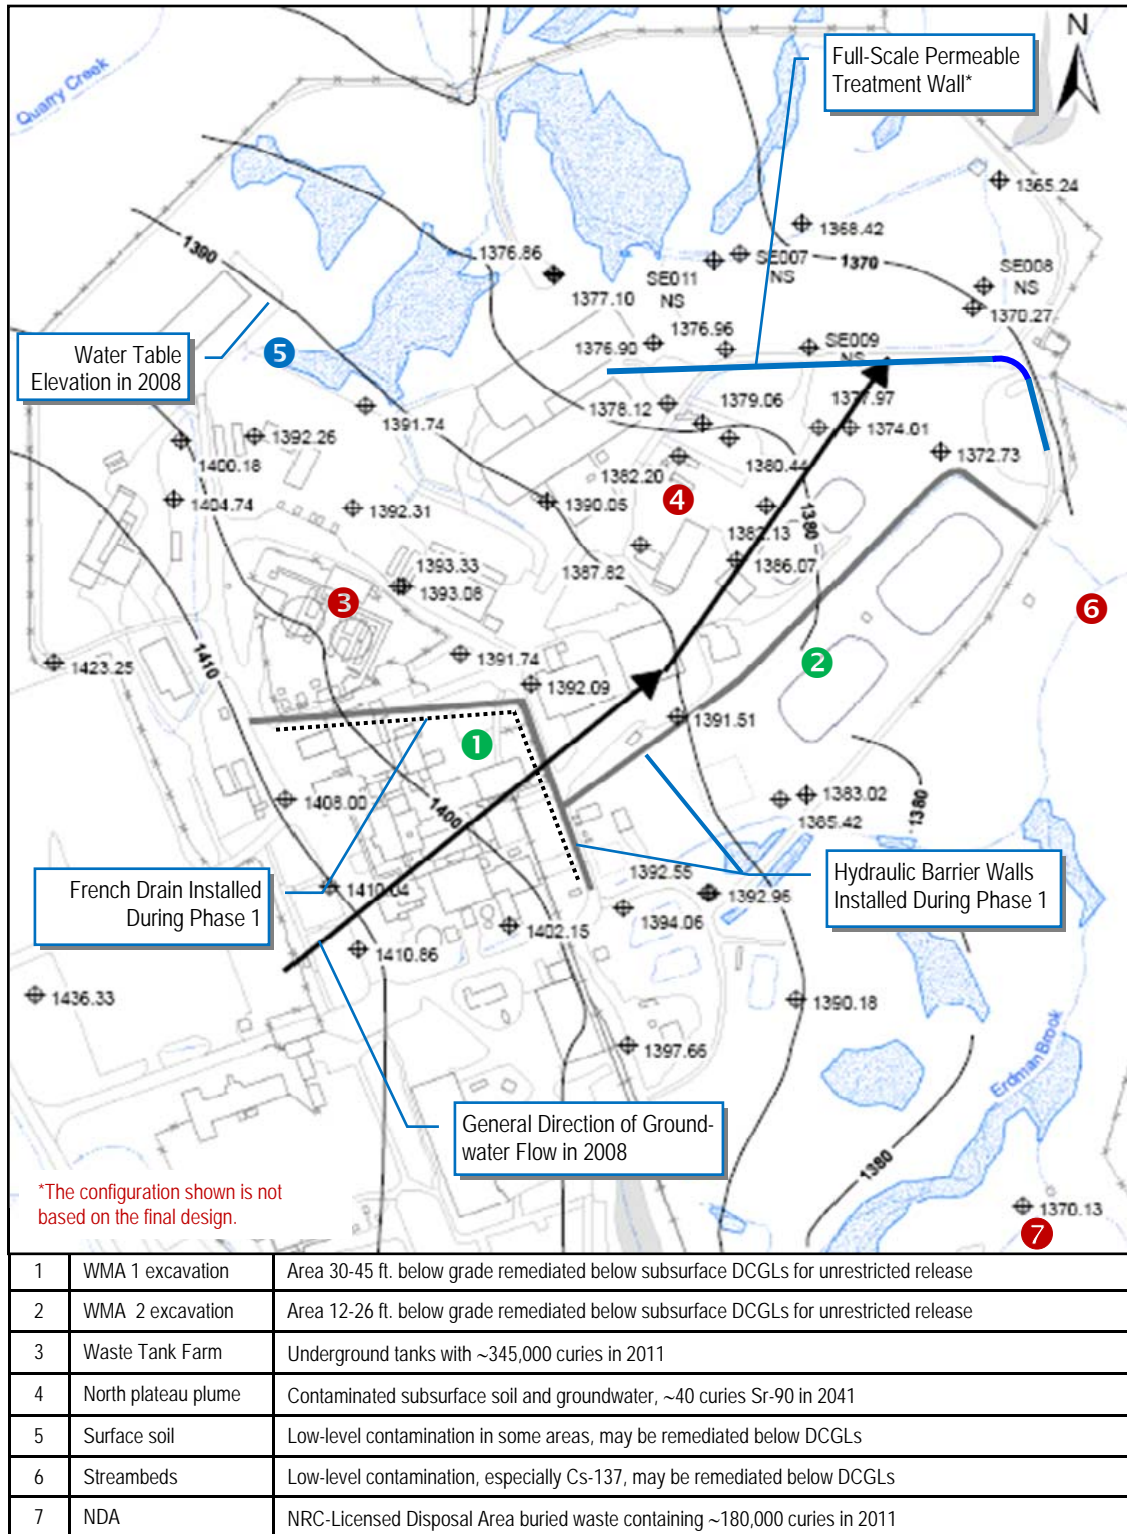 N
Full-Scale Permeable
Treatment Wall*
Quarry Creek
1365.24
1368.42
1390
1376.86
SE007
NS
1370
SE011
NS
SE008
NS
1377.10
1370.27
1376.96
1376.90
SE009
NS
Water Table
Elevation in 2008
5
1378.12
1379.06
1377.97
1374.01
1391.74
1392.26
1400.18
1380.44
1372.73
1382.20
4
1404.74
1392.31
1390.05
1380
1382.13
1387.82
1386.07
1393.33
1393.08
3
6
1410
1423.25
1391.74
2
1392.09
1391.51
1
1408.00
1400
1383.02
1385.42
1380
1392.55
Hydraulic Barrier Walls
Installed During Phase 1
French Drain Installed
During Phase 1
1410.04
1392.95
1394.06
1402.15
1410.86
1436.33
1390.18
1397.66
Erdman Brook
General Direction of Ground-
water Flow in 2008
1380
*The configuration shown is not
based on the final design.
1370.13
7
1 WMA 1 excavation Area 30-45 ft. below grade remediated below subsurface DCGLs for unrestricted release
2 WMA 2 excavation Area 12-26 ft. below grade remediated below subsurface DCGLs for unrestricted release
3 Waste Tank Farm Underground tanks with ~345,000 curies in 2011
4 North plateau plume Contaminated subsurface soil and groundwater, ~40 curies Sr-90 in 2041
5 Surface soil Low-level contamination in some areas, may be remediated below DCGLs
6 Streambeds Low-level contamination, especially Cs-137, may be remediated below DCGLs
7 NDA NRC-Licensed Disposal Area buried waste containing ~180,000 curies in 2011